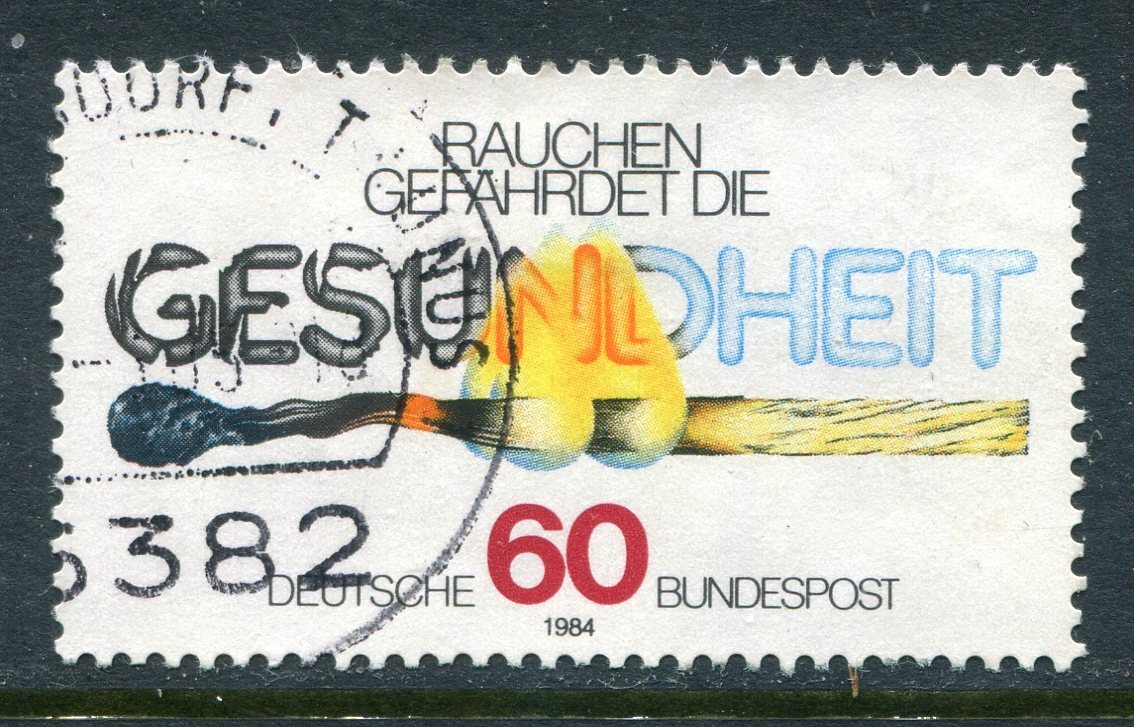 RAUCHEN
GEFÄHRDET DIE
GESUNDHEIT
60
DEUTSCHE BUNDESPOST
1984
DORF, T
382